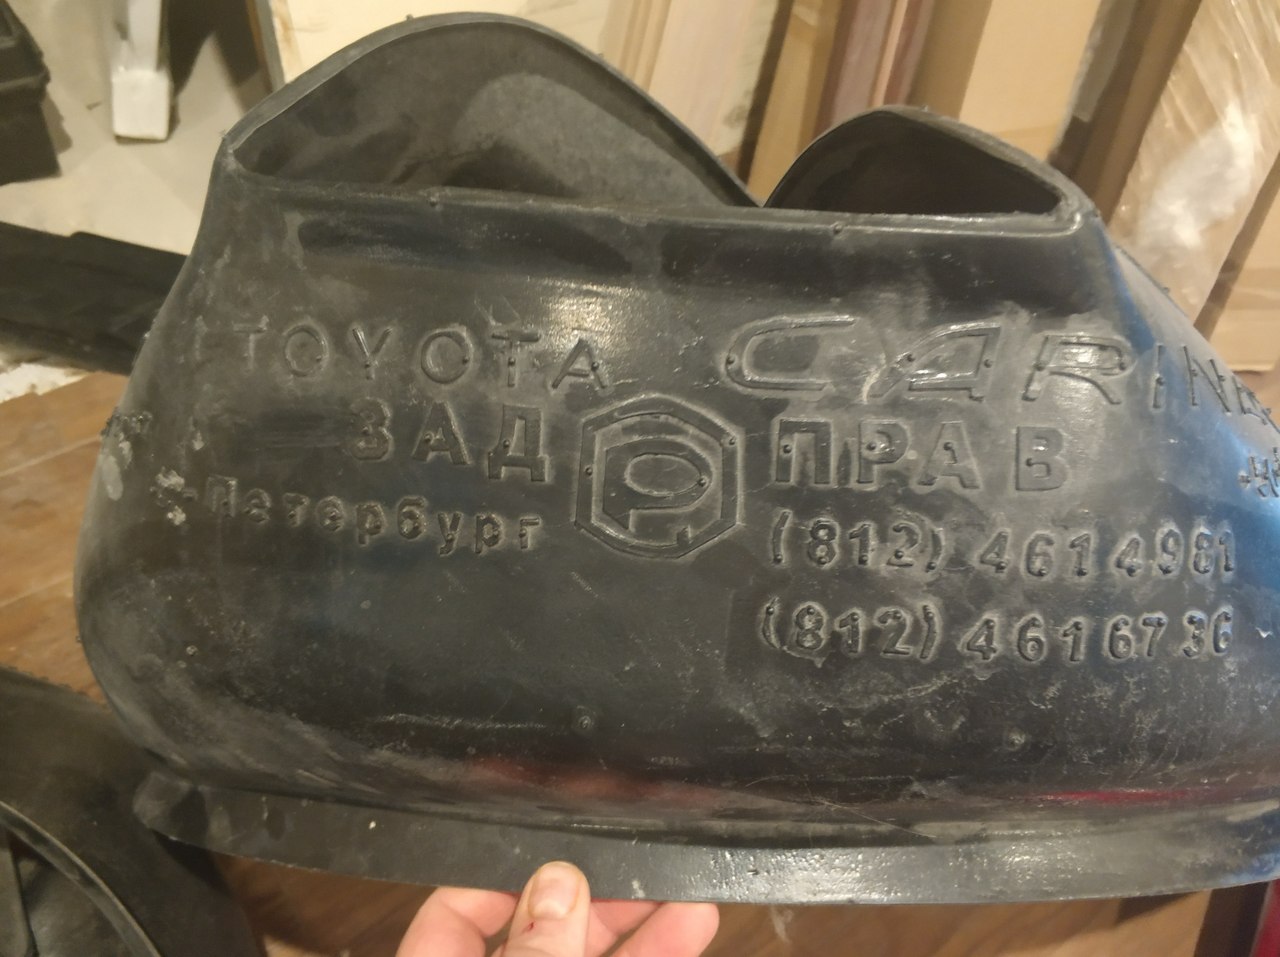 TOYOTA CARINA
ЗАД ПРАВ
-Петербург (812) 4614981
(812) 4616736